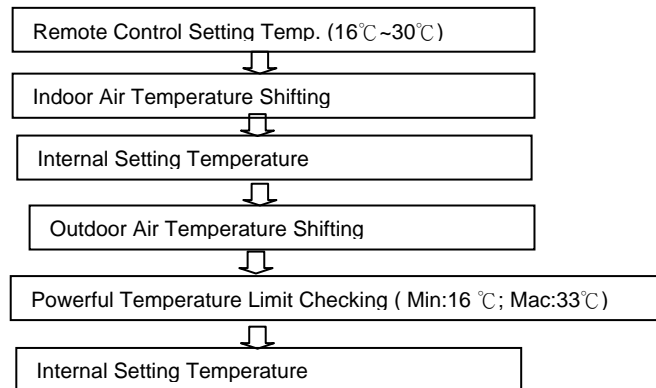 Remote Control Setting Temp. (16℃~30℃)
Indoor Air Temperature Shifting
Internal Setting Temperature
Outdoor Air Temperature Shifting
Powerful Temperature Limit Checking ( Min:16 ℃; Mac:33℃)
Internal Setting Temperature